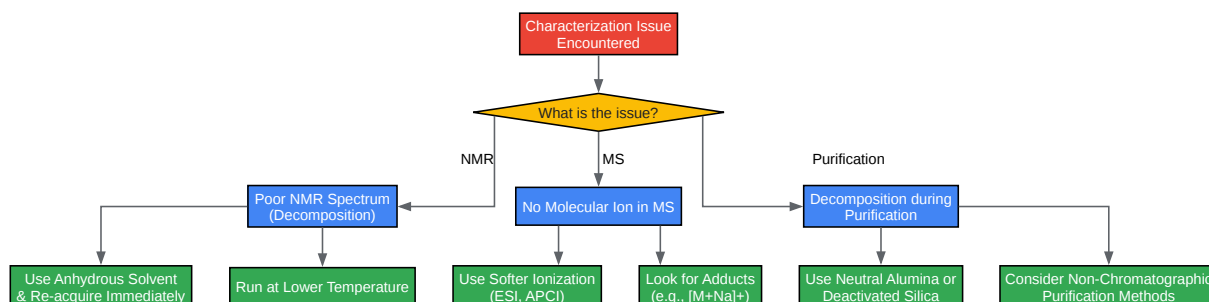 Characterization Issue
Encountered
What is the issue?
NMR
MS
Purification
Poor NMR Spectrum
(Decomposition)
No Molecular Ion in MS
Decomposition during
Purification
Use Anhydrous Solvent
& Re-acquire Immediately
Run at Lower Temperature
Use Softer Ionization
(ESI, APCI)
Look for Adducts
(e.g., [M+Na]+)
Use Neutral Alumina or
Deactivated Silica
Consider Non-Chromatographic
Purification Methods